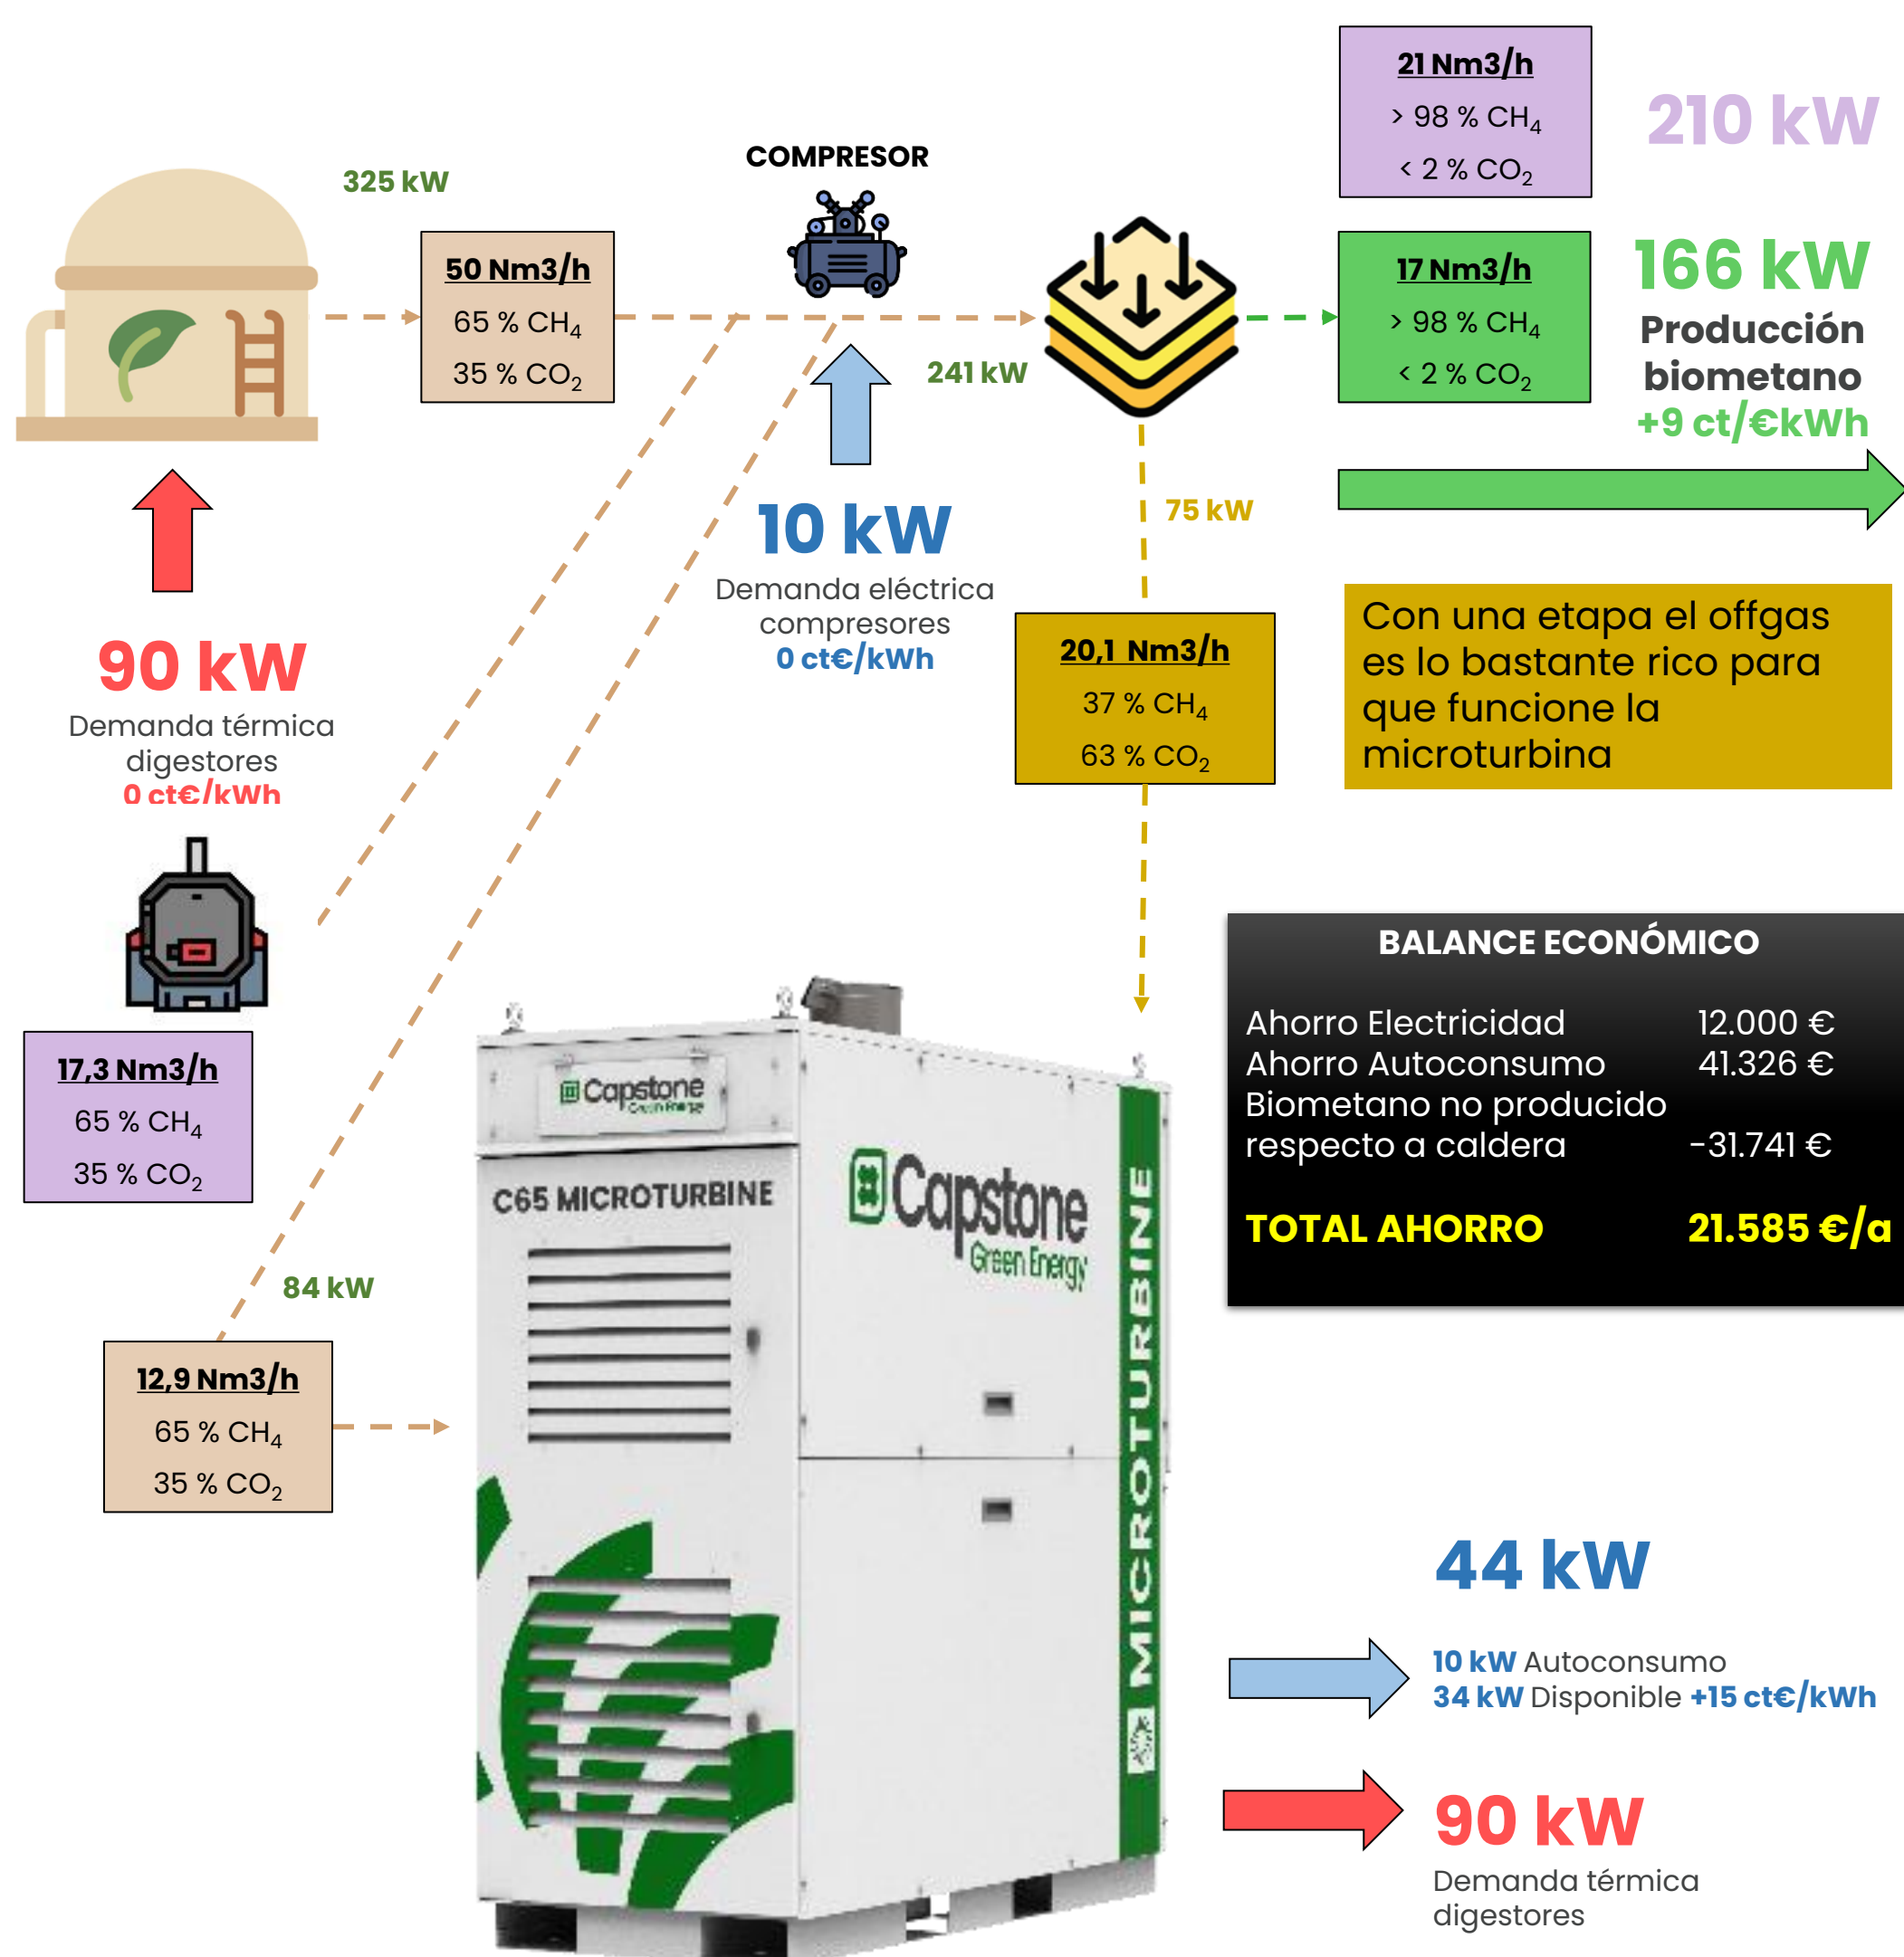 21 Nm3/h
> 98 % CH₄
< 2 % CO₂
210 kW
COMPRESOR
325 kW
50 Nm3/h
65 % CH₄
35 % CO₂
241 kW
17 Nm3/h
> 98 % CH₄
< 2 % CO₂
166 kW
Producción
biometano
+9 ct/€kWh
10 kW
Demanda eléctrica
compresores
0 ct€/kWh
75 kW
90 kW
Demanda térmica
digestores
0 ct€/kWh
20,1 Nm3/h
37 % CH₄
63 % CO₂
Con una etapa el offgas
es lo bastante rico para
que funcione la
microturbina
17,3 Nm3/h
65 % CH₄
35 % CO₂
BALANCE ECONÓMICO
Ahorro Electricidad 12.000 €
Ahorro Autoconsumo 41.326 €
Biometano no producido
respecto a caldera -31.741 €
TOTAL AHORRO 21.585 €/a
84 kW
12,9 Nm3/h
65 % CH₄
35 % CO₂
Capstone
Green Energy
C65 MICROTURBINE
Capstone
Green Energy
MICROTURBINE
44 kW
10 kW Autoconsumo
34 kW Disponible +15 ct€/kWh
90 kW
Demanda térmica
digestores